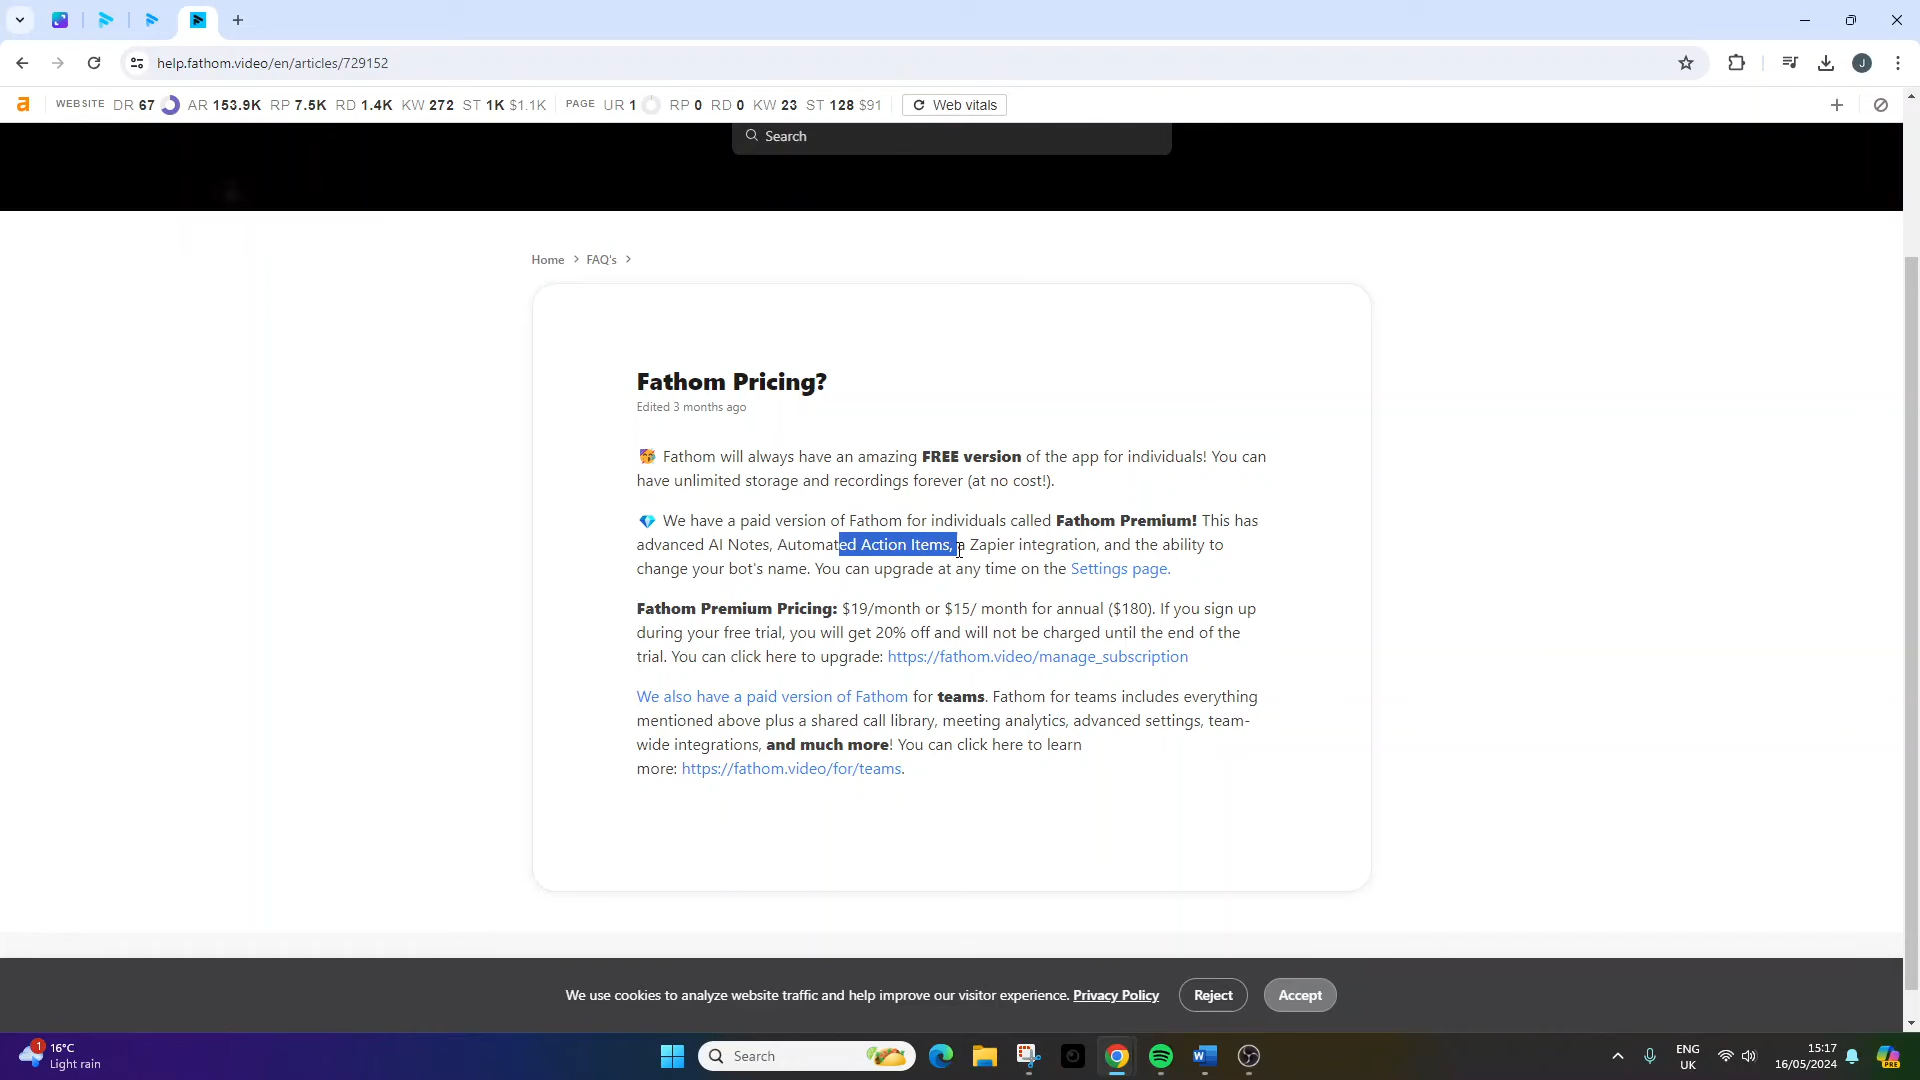 help.fathom.video/en/articles/729152
J
a WEBSITE DR 67 AR 153.9K RP 7.5K RD 1.4K KW 272 ST 1K $1.1K PAGE UR 1 RP 0 RD 0 KW 23 ST 128 $91 Web vitals
Search
Home > FAQ's >
Fathom Pricing?
Edited 3 months ago
🥳 Fathom will always have an amazing FREE version of the app for individuals! You can
have unlimited storage and recordings forever (at no cost!).
💎 We have a paid version of Fathom for individuals called Fathom Premium! This has
advanced AI Notes, Automated Action Items, a Zapier integration, and the ability to
change your bot's name. You can upgrade at any time on the Settings page.
Fathom Premium Pricing: $19/month or $15/ month for annual ($180). If you sign up
during your free trial, you will get 20% off and will not be charged until the end of the
trial. You can click here to upgrade: https://fathom.video/manage_subscription
We also have a paid version of Fathom for teams. Fathom for teams includes everything
mentioned above plus a shared call library, meeting analytics, advanced settings, team-
wide integrations, and much more! You can click here to learn
more: https://fathom.video/for/teams.
We use cookies to analyze website traffic and help improve our visitor experience. Privacy Policy Reject Accept
1
16°C
Light rain
Search
ENG
UK
15:17
16/05/2024
PRE